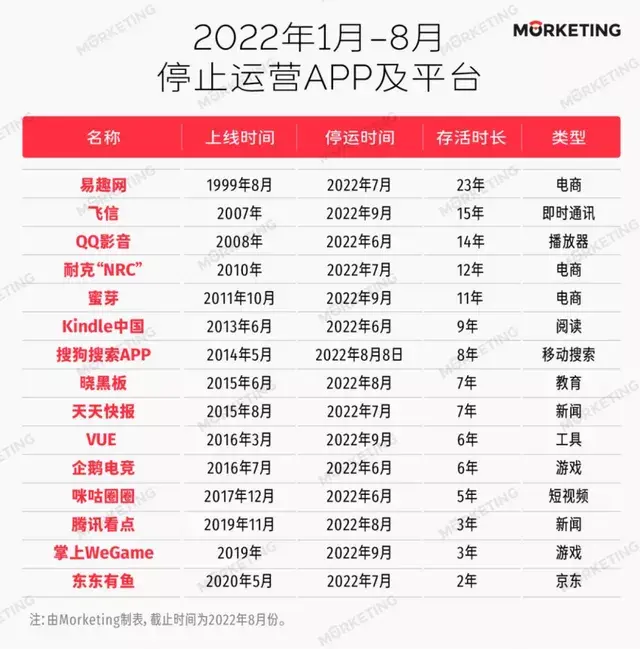 2022年1月–8月
MORKETING
停止运营APP及平台
名称 上线时间 停运时间 存活时长 类型
易趣网 1999年8月 2022年7月 23年 电商
飞信 2007年 2022年9月 15年 即时通讯
QQ影音 2008年 2022年6月 14年 播放器
耐克“NRC” 2010年 2022年7月 12年 电商
蜜芽 2011年10月 2022年9月 11年 电商
Kindle中国 2013年6月 2022年6月 9年 阅读
搜狗搜索APP 2014年5月 2022年8月8日 8年 移动搜索
晓黑板 2015年6月 2022年8月 7年 教育
天天快报 2015年8月 2022年7月 7年 新闻
VUE 2016年3月 2022年9月 6年 工具
企鹅电竞 2016年7月 2022年6月 6年 游戏
咪咕圈圈 2017年12月 2022年6月 5年 短视频
腾讯看点 2019年11月 2022年8月 3年 新闻
掌上WeGame 2019年 2022年9月 3年 游戏
东东有鱼 2020年5月 2022年7月 2年 京东
注：由Morketing制表，截止时间为2022年8月份。